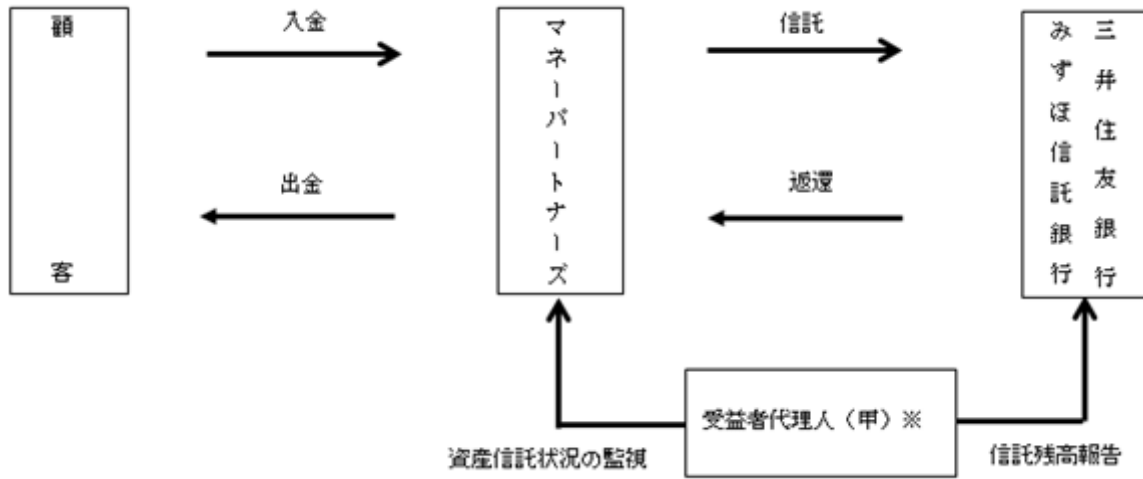 顧客
入金
出金
マネーパートナーズ
信託
返還
三井住友銀行
みずほ信託銀行
受益者代理人（甲）※
資産信託状況の監視
信託残高報告